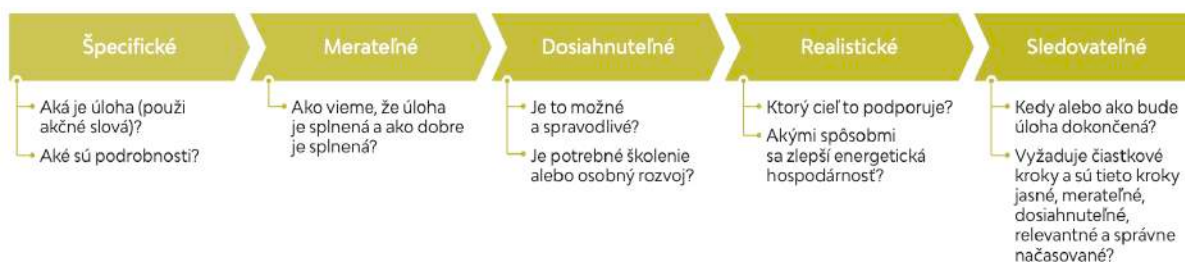 Špecifické
Merateľné
Dosiahnuteľné
Realistické
Sledovateľné
Aká je úloha (použi
akčné slová)?
Aké sú podrobnosti?
Ako vieme, že úloha
je splnená a ako dobre
je splnená?
Je to možné
a spravodlivé?
Je potrebné školenie
alebo osobný rozvoj?
Ktorý cieľ to podporuje?
Akými spôsobmi
sa zlepší energetická
hospodárnosť?
Kedy alebo ako bude
úloha dokončená?
Vyžaduje čiastkové
kroky a sú tieto kroky
jasné, merateľné,
dosiahnuteľné,
relevantné a správne
načasované?